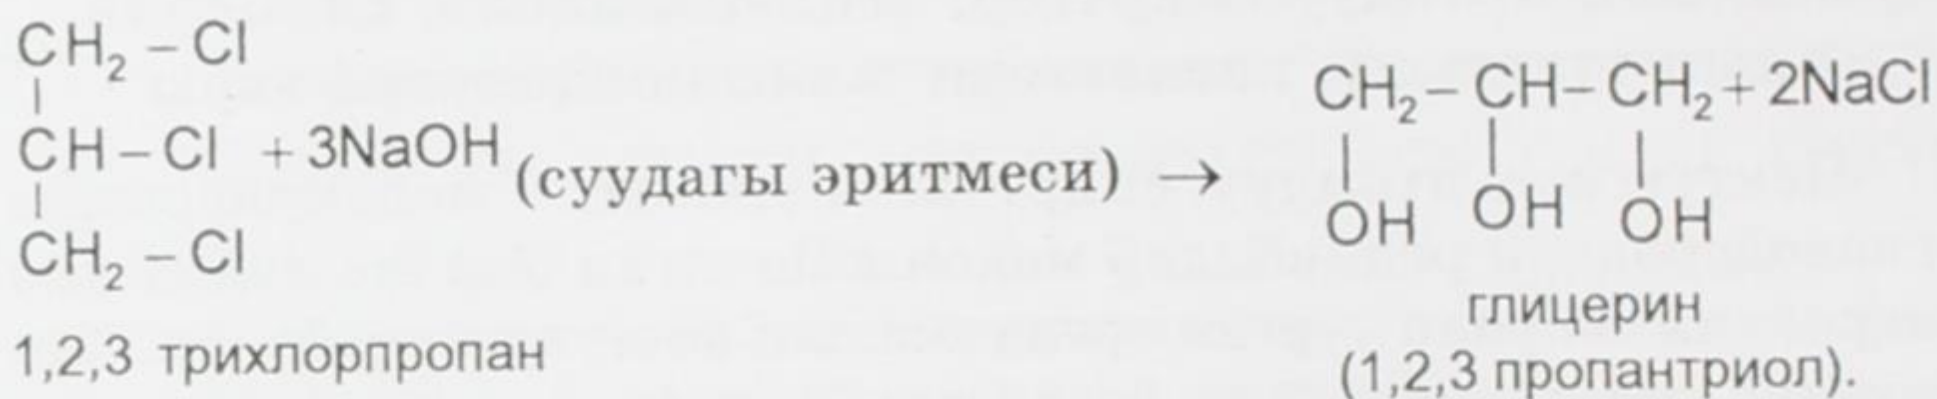 CH₂ – Cl
|
CH – Cl + 3NaOH (суудагы эритмеси) →
|
CH₂ – Cl
1,2,3 трихлорпропан
CH₂ – CH – CH₂ + 2NaCl
| | |
OH OH OH
глицерин
(1,2,3 пропантриол).